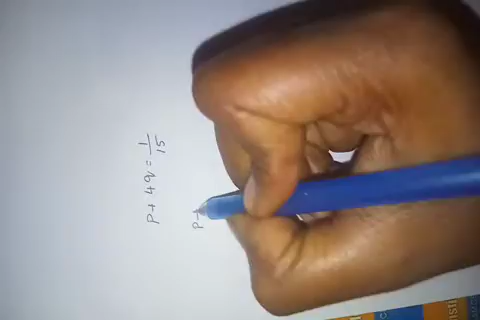 p + 4q = 1/15
p -